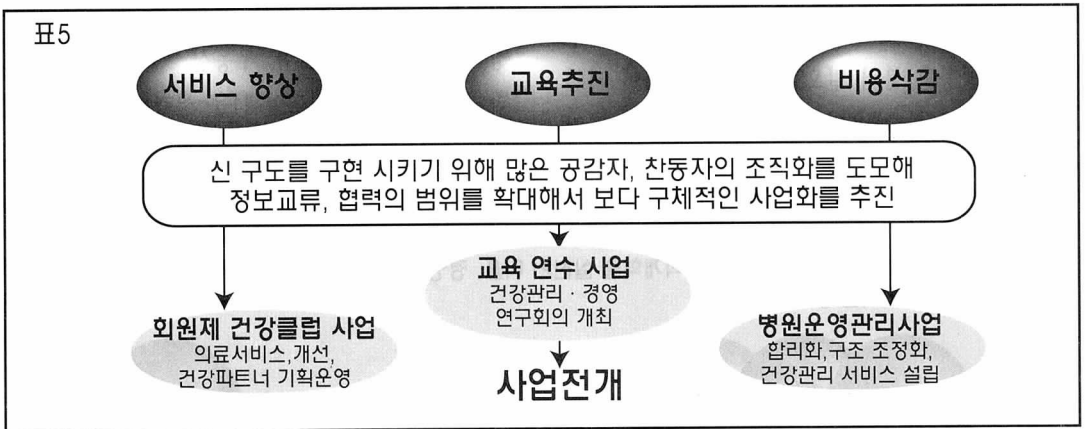 표5
서비스 향상
교육추진
비용삭감
신 구도를 구현 시키기 위해 많은 공감자, 찬동자의 조직화를 도모해
정보교류, 협력의 범위를 확대해서 보다 구체적인 사업화를 추진
교육 연수 사업
건강관리 · 경영
연구회의 개최
회원제 건강클럽 사업
의료서비스,개선,
건강파트너 기획운영
병원운영관리사업
합리화,구조 조정화,
건강관리 서비스 설립
사업전개